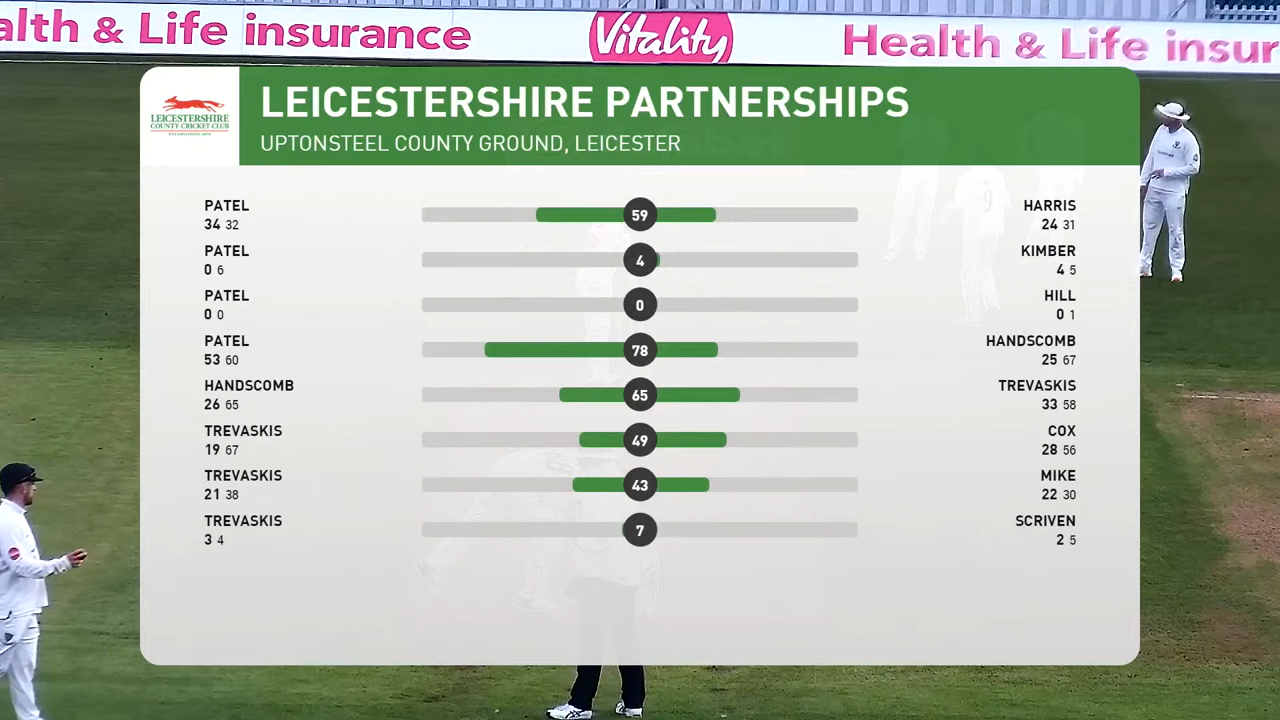 alth & Life insurance
Vitality
Health & Life insur
LEICESTERSHIRE
COUNTY CRICKET CLUB
LEICESTERSHIRE PARTNERSHIPS
UPTONSTEEL COUNTY GROUND, LEICESTER
PATEL 59 HARRIS
34 32 24 31
PATEL 4 KIMBER
0 6 4 5
PATEL 0 HILL
0 0 0 1
PATEL 78 HANDSCOMB
53 60 25 67
HANDSCOMB 65 TREVASKIS
26 65 33 58
TREVASKIS 49 COX
19 67 28 56
TREVASKIS 43 MIKE
21 38 22 30
TREVASKIS 7 SCRIVEN
3 4 2 5